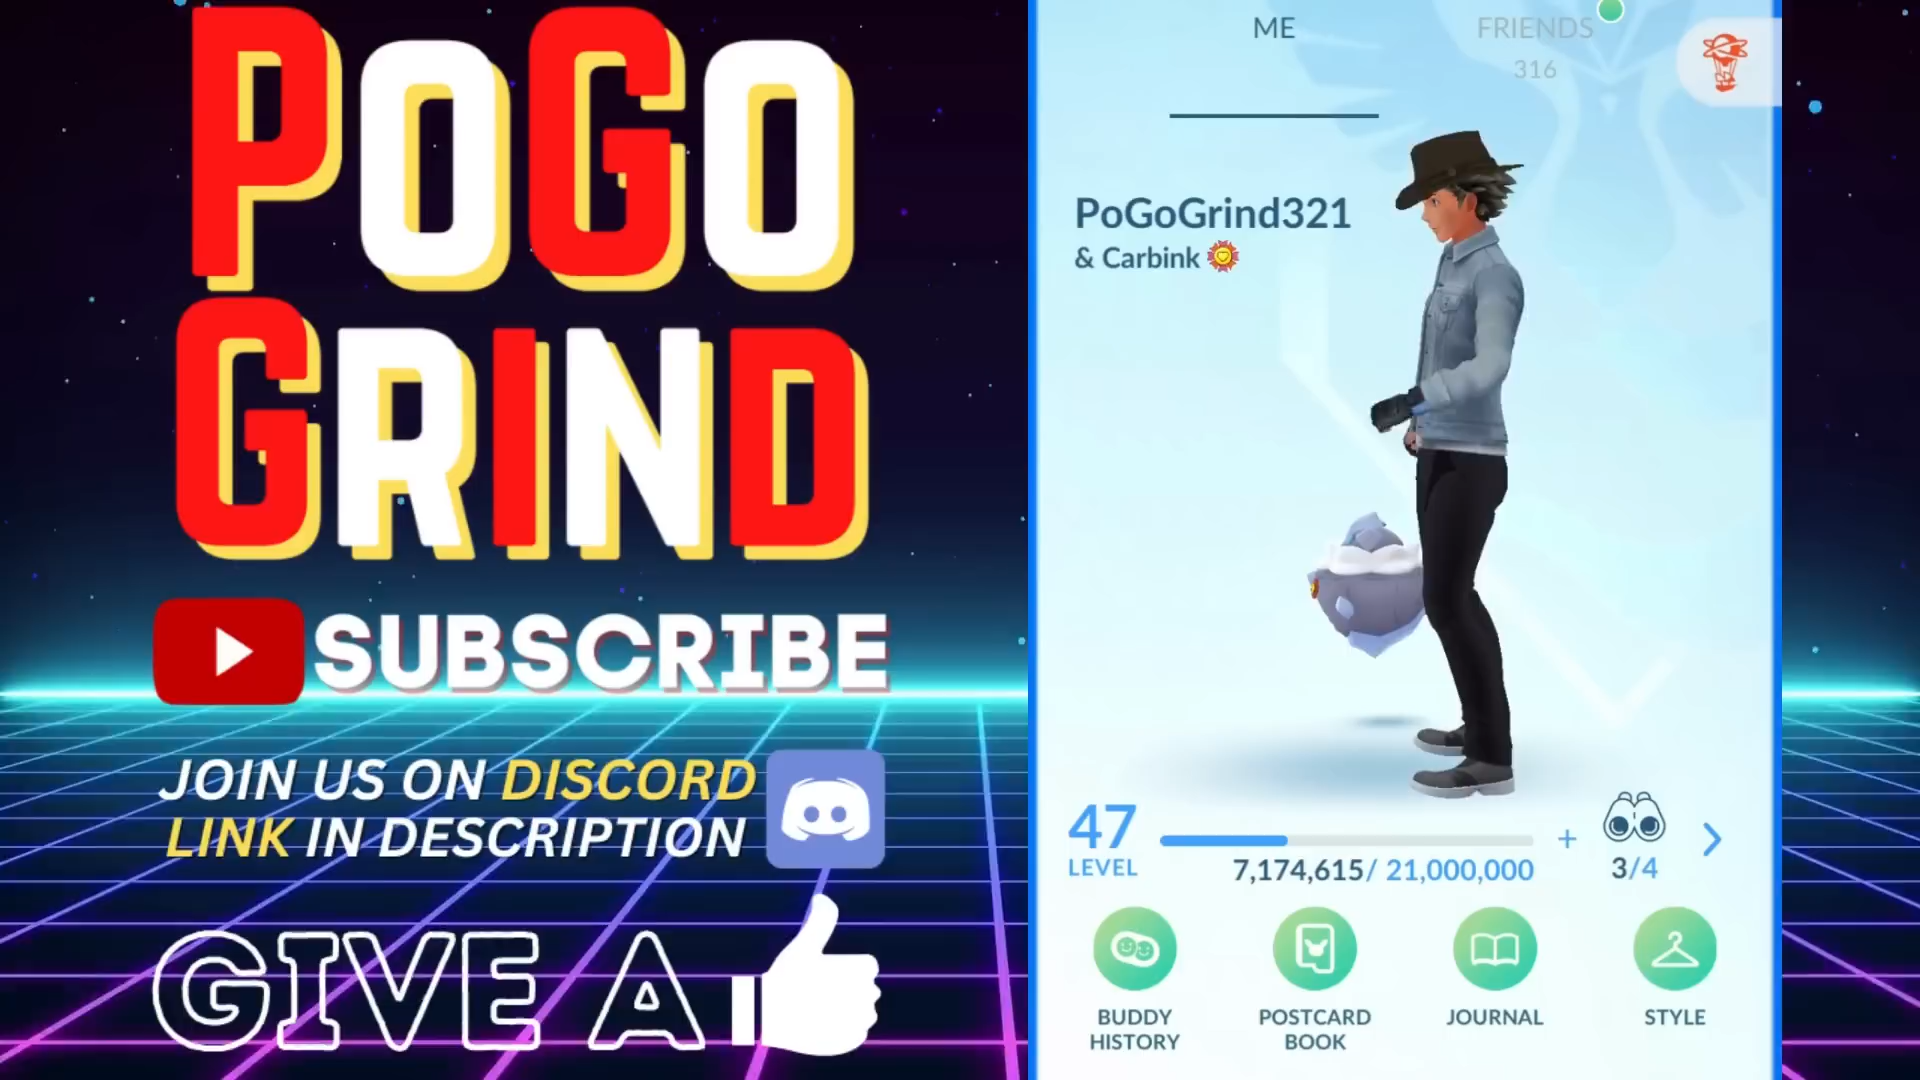 POGO
GRIND
SUBSCRIBE
JOIN US ON DISCORD
LINK IN DESCRIPTION
GIVE A
ME
FRIENDS
316
PoGoGrind321
& Carbink
47
LEVEL
7,174,615/ 21,000,000
+
3/4
BUDDY
HISTORY
POSTCARD
BOOK
JOURNAL
STYLE